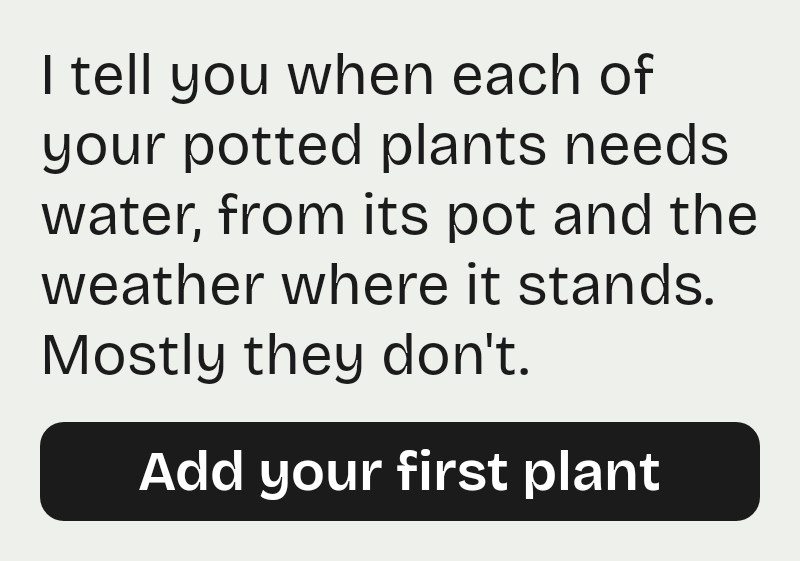 I tell you when each of
your potted plants needs
water, from its pot and the
weather where it stands.
Mostly they don't.
Add your first plant